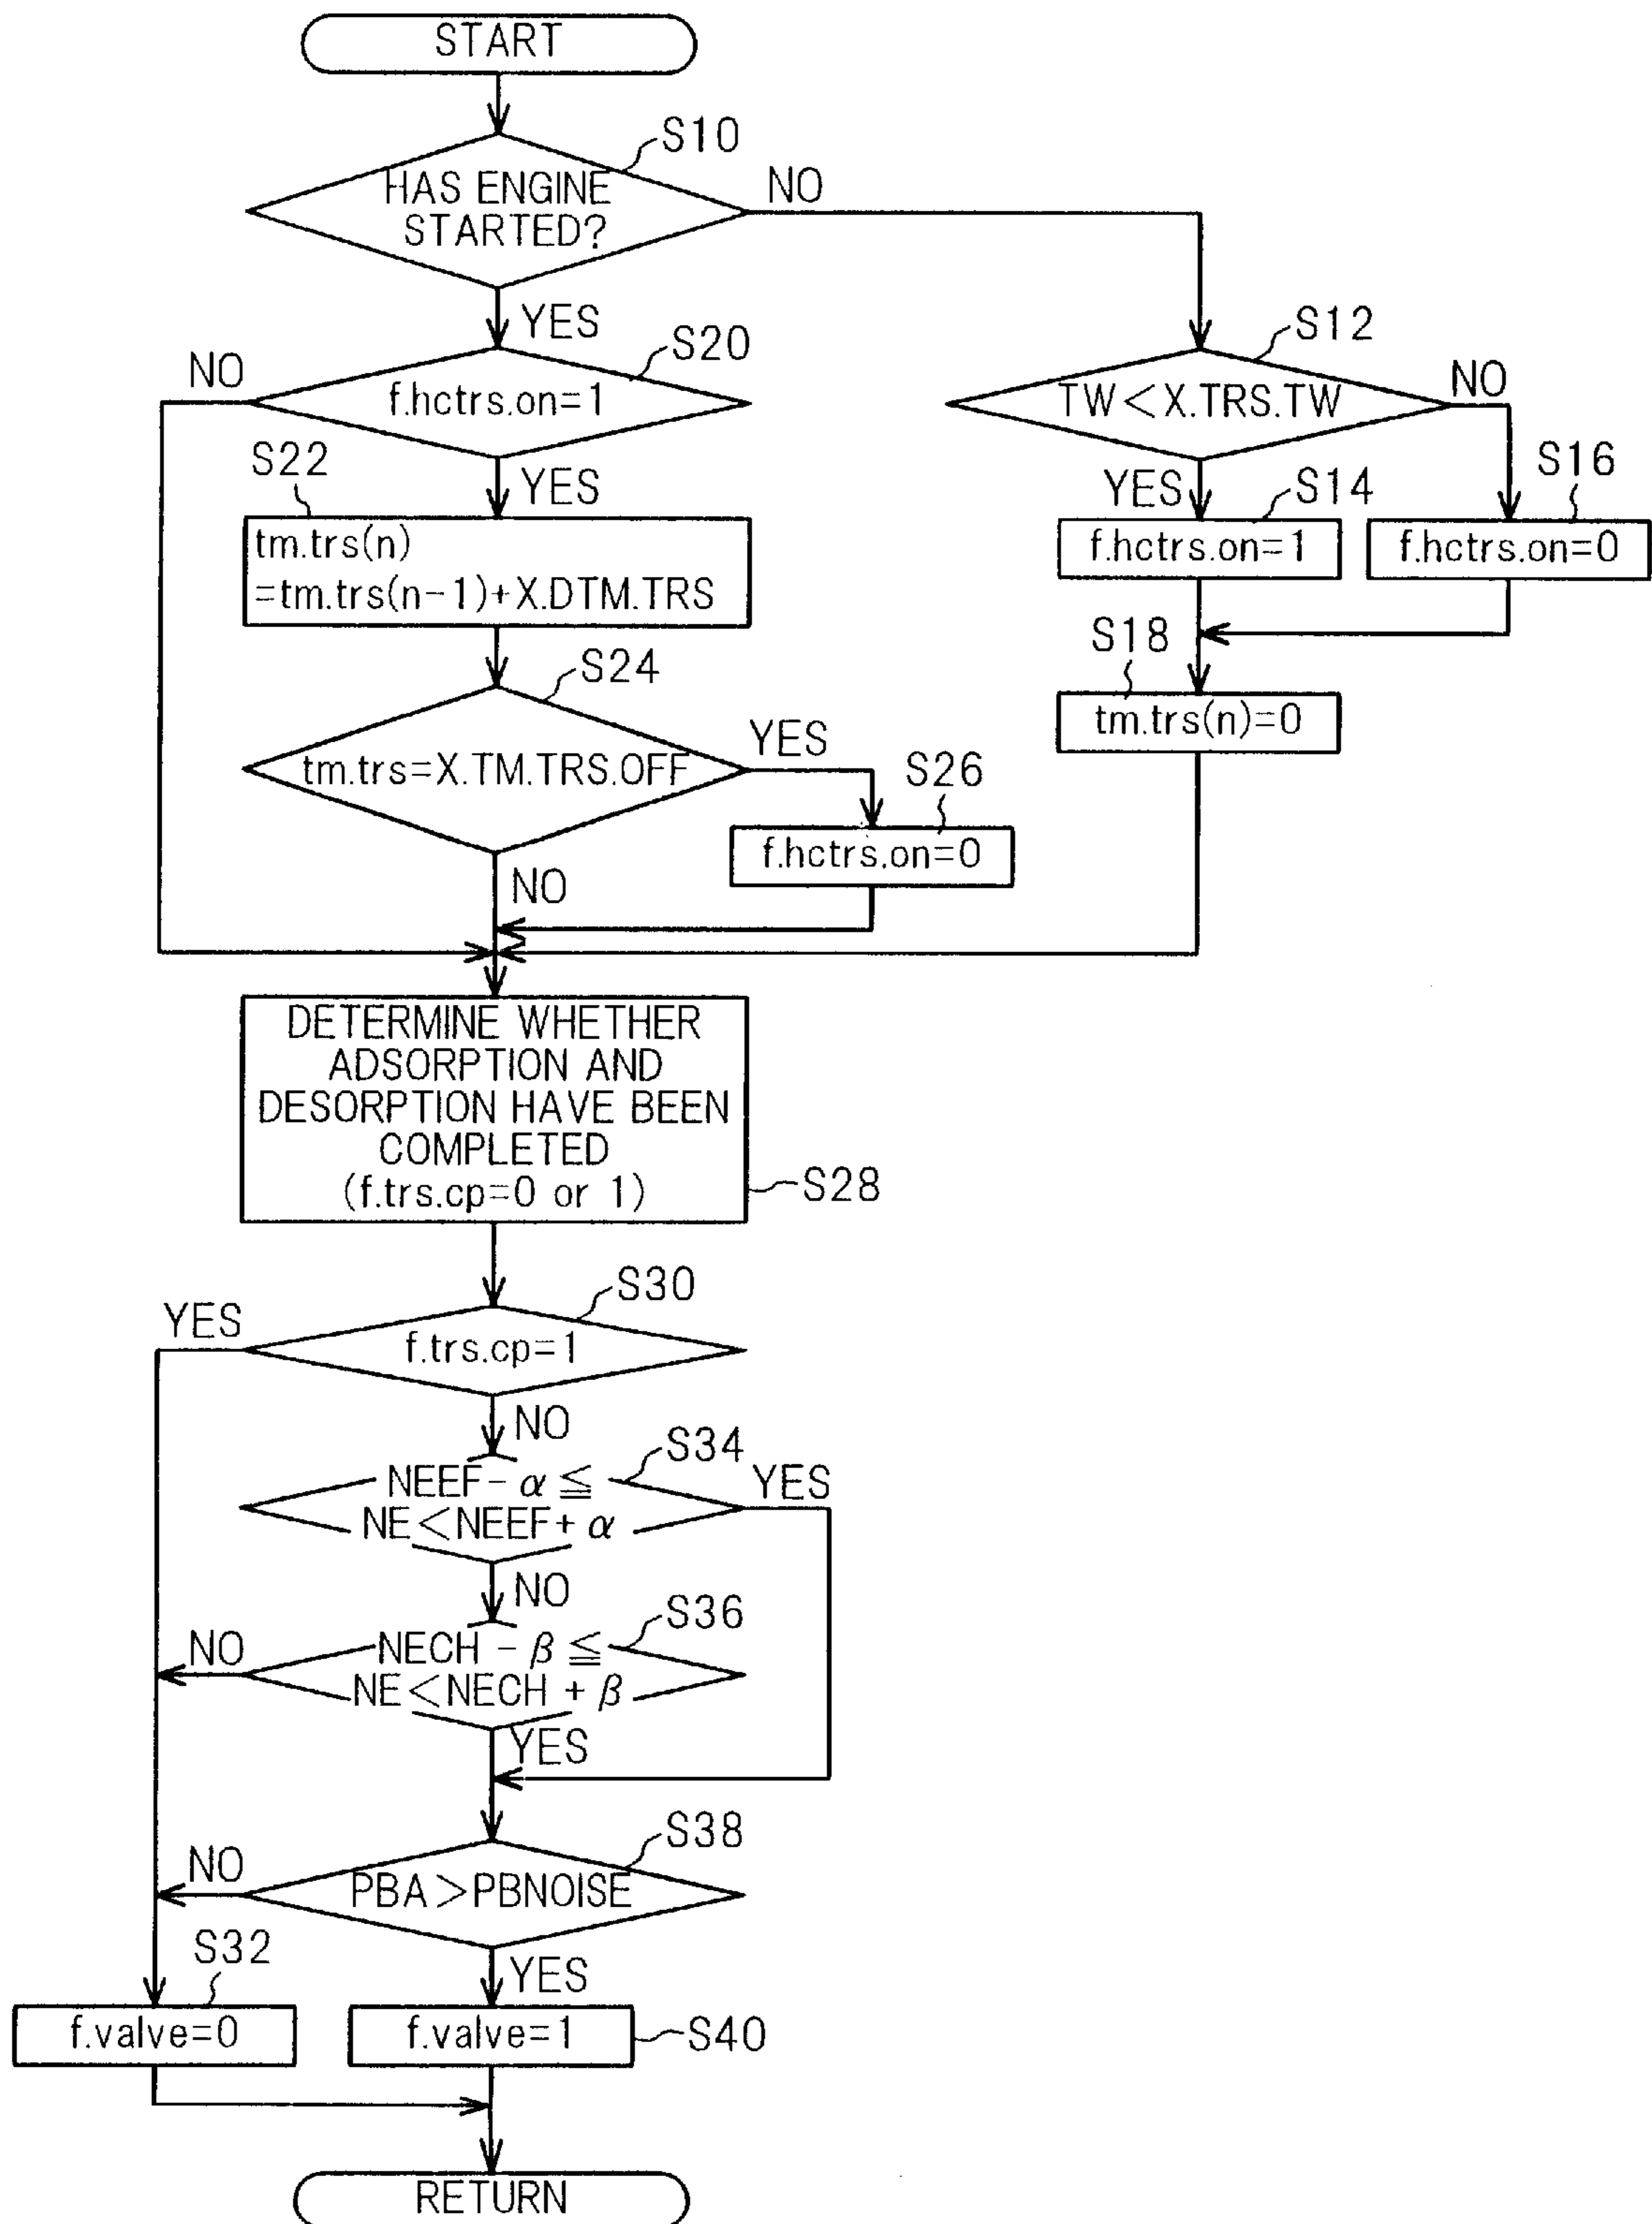 START
S10
HAS ENGINE
STARTED?
NO
YES
S20
NO
f.hctrs.on=1
S12
TW<X.TRS.TW
NO
S22
YES
YES
S14
S16
tm.trs(n)
=tm.trs(n-1)+X.DTM.TRS
f.hctrs.on=1
f.hctrs.on=0
S18
S24
tm.trs(n)=0
tm.trs=X.TM.TRS.OFF
YES
S26
f.hctrs.on=0
NO
DETERMINE WHETHER
ADSORPTION AND
DESORPTION HAVE BEEN
COMPLETED
(f.trs.cp=0 or 1)
S28
S30
YES
f.trs.cp=1
NO
S34
NEEF-α≦
NE<NEEF+α
YES
NO
S36
NO
NECH-β≦
NE<NECH+β
YES
S38
NO
PBA>PBNOISE
S32
YES
f.valve=0
f.valve=1
S40
RETURN